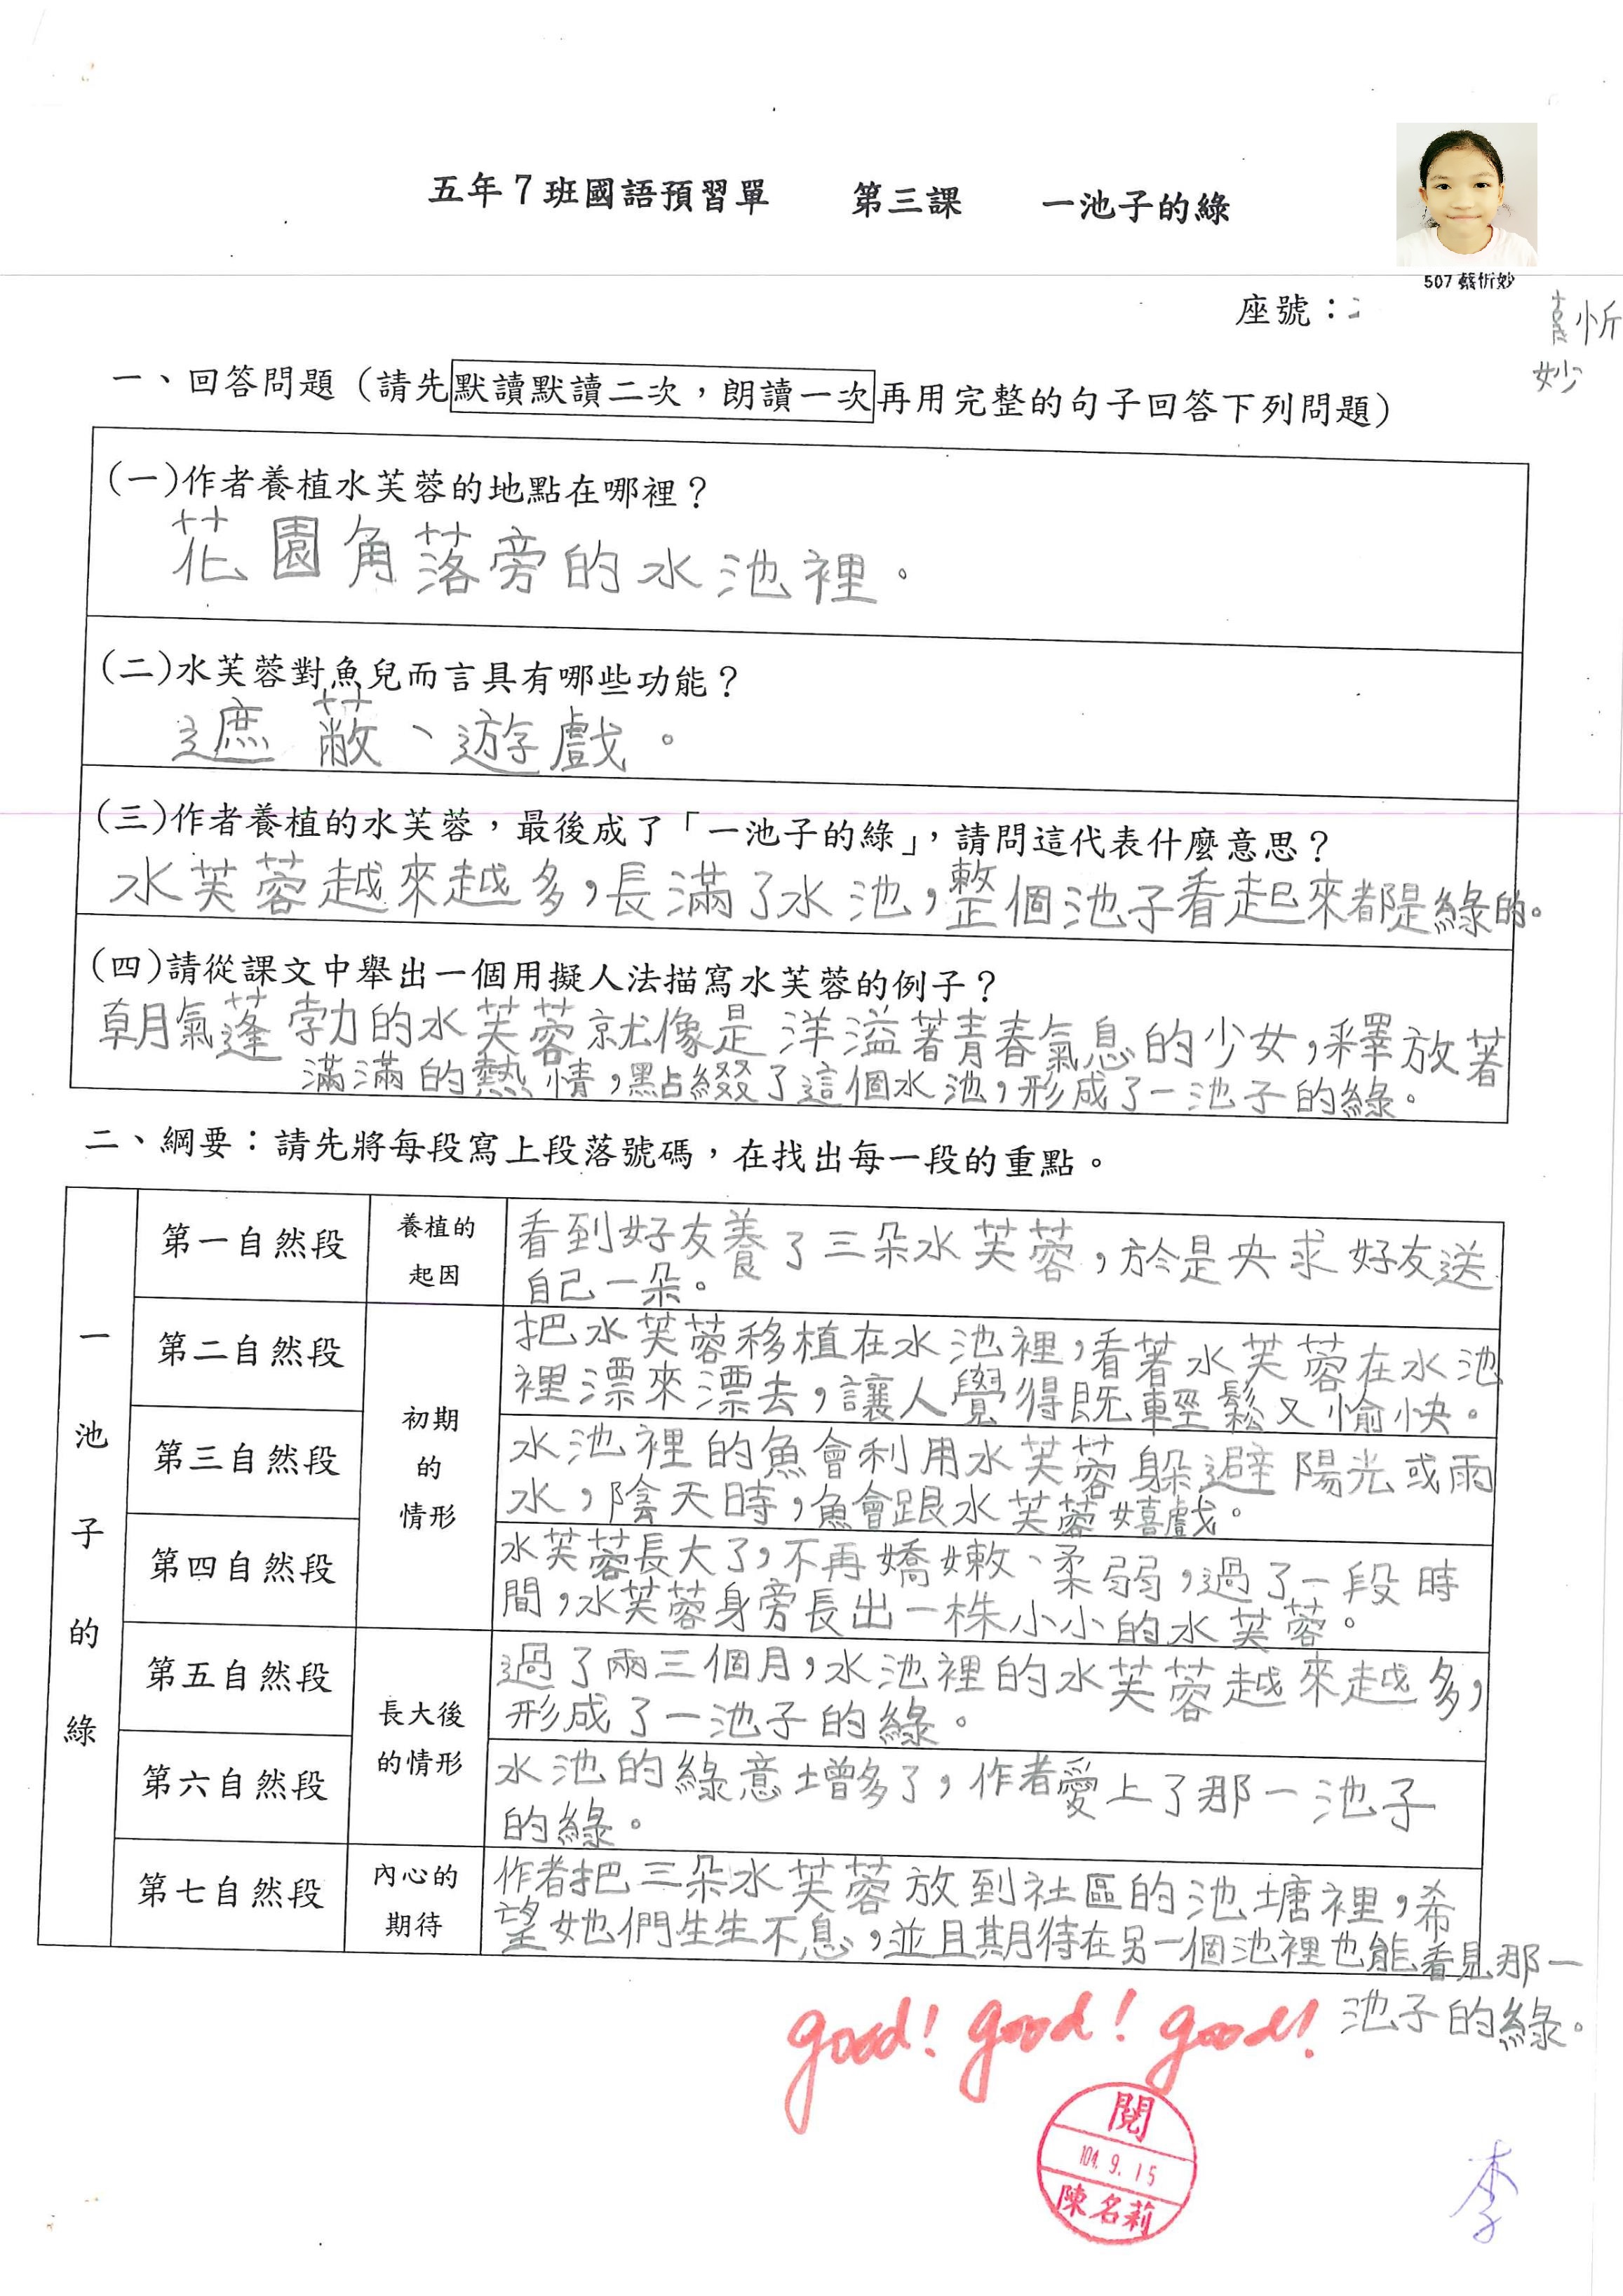 五年7班國語預習單　第三課　一池子的綠
507 蔡忻妙
座號：
忻
妙
一、回答問題（請先默讀默讀二次，朗讀一次再用完整的句子回答下列問題）
(一)作者養植水芙蓉的地點在哪裡？
花園角落旁的水池裡。
(二)水芙蓉對魚兒而言具有哪些功能？
遮蔽、遊戲。
(三)作者養植的水芙蓉，最後成了「一池子的綠」，請問這代表什麼意思？
水芙蓉越來越多，長滿了水池，整個池子看起來都是綠的。
(四)請從課文中舉出一個用擬人法描寫水芙蓉的例子？
朝氣蓬勃的水芙蓉就像是洋溢著青春氣息的少女，釋放著
滿滿的熱情，點綴了這個水池，形成了一池子的綠。
二、綱要：請先將每段寫上段落號碼，在找出每一段的重點。
一池子的綠
第一自然段
養植的
起因
看到好友養了三朵水芙蓉，於是央求好友送
自己一朵。
第二自然段
初期
的
情形
把水芙蓉移植在水池裡，看著水芙蓉在水池
裡漂來漂去，讓人覺得既輕鬆又愉快。
第三自然段
水池裡的魚會利用水芙蓉躲避陽光或雨
水，陰天時，魚會跟水芙蓉嬉戲。
第四自然段
水芙蓉長大了，不再嬌嫩、柔弱，過了一段時
間，水芙蓉身旁長出一株小小的水芙蓉。
第五自然段
長大後
的情形
過了兩三個月，水池裡的水芙蓉越來越多，
形成了一池子的綠。
第六自然段
水池的綠意增多了，作者愛上了那一池子
的綠。
第七自然段
內心的
期待
作者把三朵水芙蓉放到社區的池塘裡，希
望她們生生不息，並且期待在另一個池裡也能看見那一
池子的綠。
good! good! good!
閱
104. 9. 15
陳名莉
李